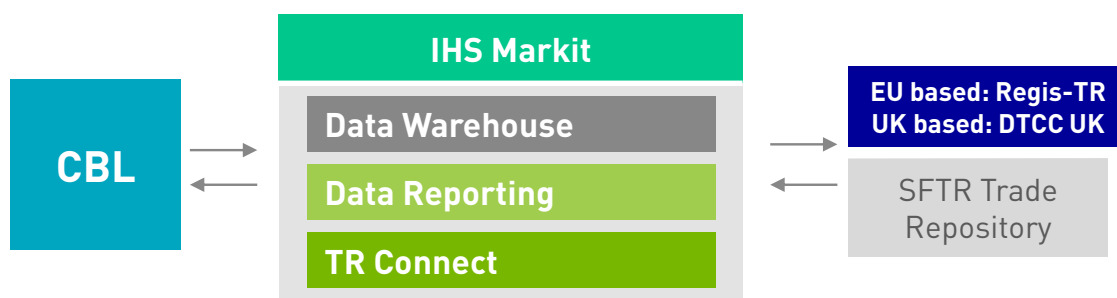 CBL
IHS Markit
Data Warehouse
Data Reporting
TR Connect
EU based: Regis-TR
UK based: DTCC UK
SFTR Trade
Repository